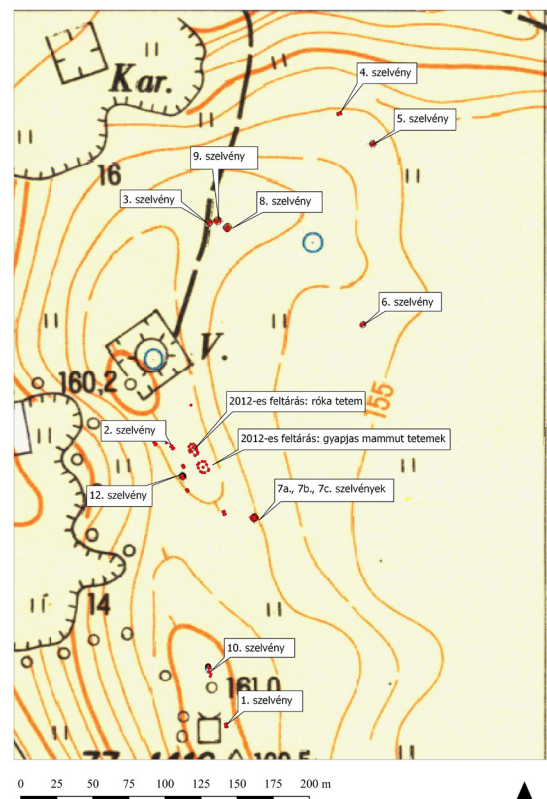 Kar.
4. szelvény
5. szelvény
9. szelvény
16
3. szelvény
8. szelvény
6. szelvény
V.
160,2
155
2012-es feltárás: róka tetem
2. szelvény
2012-es feltárás: gyapjas mammut tetemek
12. szelvény
7a., 7b., 7c. szelvények
14
10. szelvény
161,0
1. szelvény
0 25 50 75 100 125 150 175 200 m